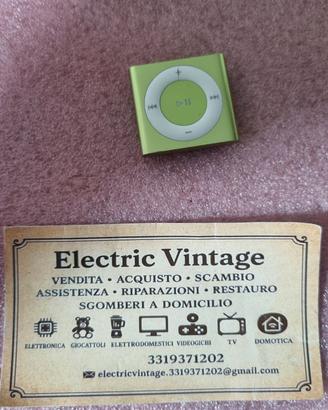 Electric Vintage
VENDITA • ACQUISTO • SCAMBIO
ASSISTENZA • RIPARAZIONI • RESTAURO
SGOMBERI A DOMICILIO
ELETTRONICA GIOCATTOLI ELETTRODOMESTICI VIDEOGICHI TV DOMOTICA
3319371202
electricvintage.3319371202@gmail.com